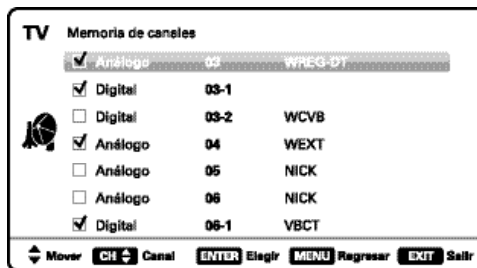 TV Memoria de canales
Análogo 03 WREG-DT
Digital 03-1
Digital 03-2 WCVB
Análogo 04 WEXT
Análogo 05 NICK
Análogo 06 NICK
Digital 06-1 VBCT
Mover CH Canal ENTER Elegir MENU Regresar EXIT Salir